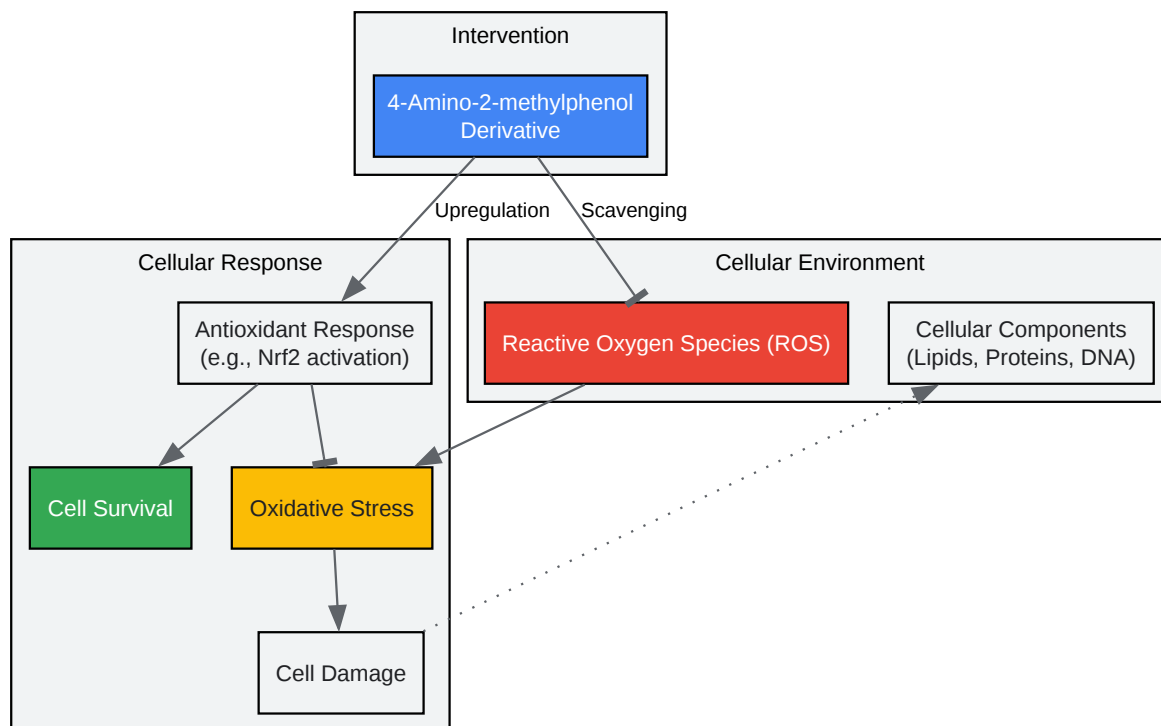 Intervention
4-Amino-2-methylphenol
Derivative
Upregulation
Scavenging
Cellular Response
Cellular Environment
Antioxidant Response
(e.g., Nrf2 activation)
Reactive Oxygen Species (ROS)
Cellular Components
(Lipids, Proteins, DNA)
Cell Survival
Oxidative Stress
Cell Damage